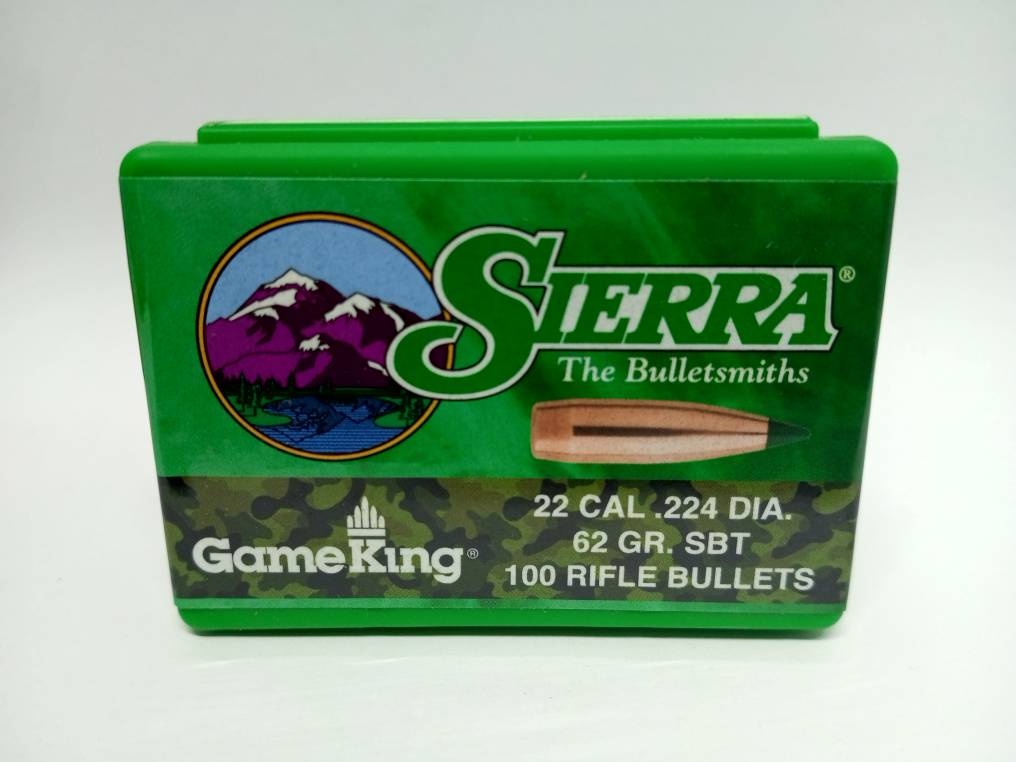 SIERRA®
The Bulletsmiths
GameKing®
22 CAL .224 DIA.
62 GR. SBT
100 RIFLE BULLETS